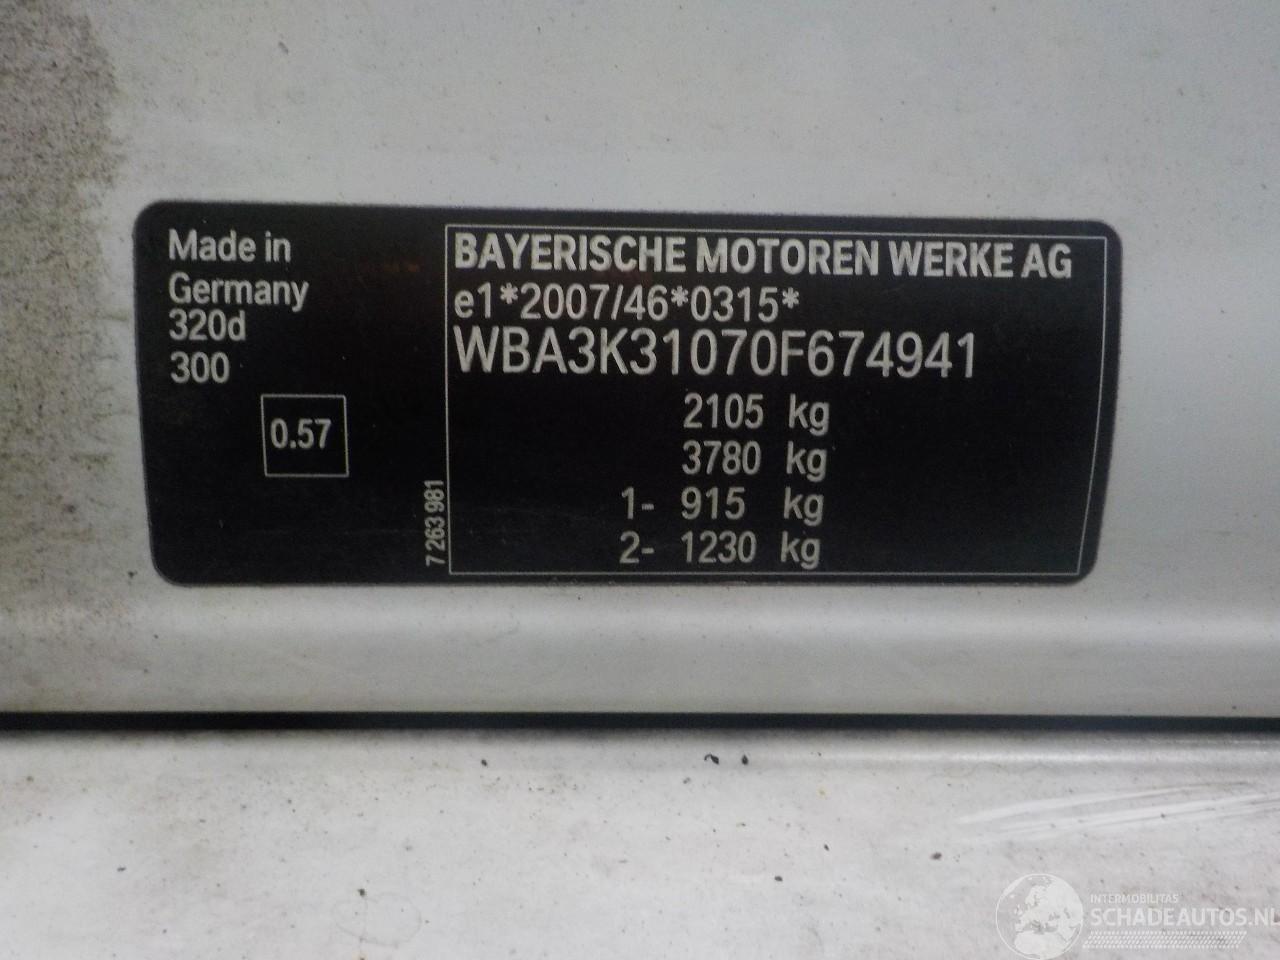 Made in
Germany
320d
300
0.57
7 263 981
BAYERISCHE MOTOREN WERKE AG
e1*2007/46*0315*
WBA3K31070F674941
2105 kg
3780 kg
1- 915 kg
2- 1230 kg
INTERMOBILITAS
SCHADEAUTOS.NL